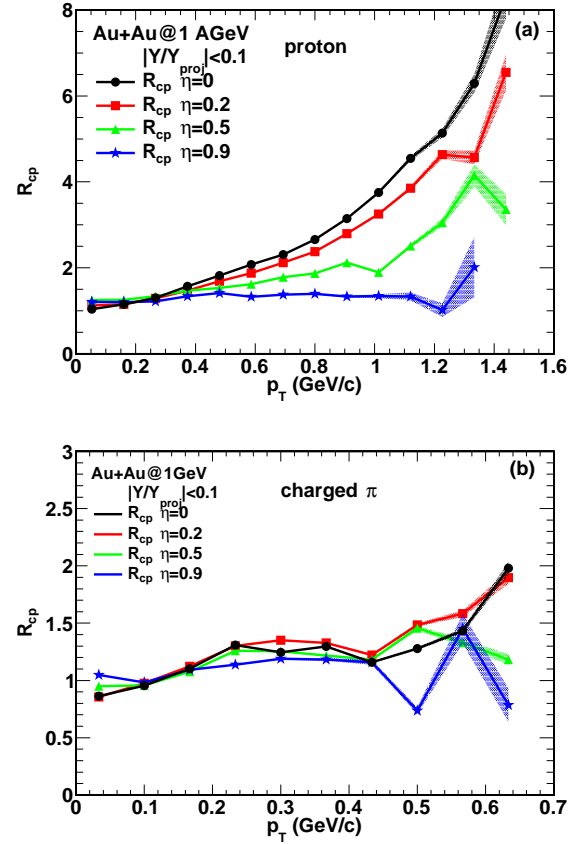 Au+Au@1 AGeV
|Y/Y_proj|<0.1
R_cp η=0
R_cp η=0.2
R_cp η=0.5
R_cp η=0.9
proton
(a)
8
6
4
2
0
R_cp
0 0.2 0.4 0.6 0.8 1 1.2 1.4 1.6
p_T (GeV/c)
Au+Au@1GeV
|Y/Y_proj|<0.1
R_cp η=0
R_cp η=0.2
R_cp η=0.5
R_cp η=0.9
charged π
(b)
3
2.5
2
1.5
1
0.5
0
R_cp
0 0.1 0.2 0.3 0.4 0.5 0.6 0.7
p_T (GeV/c)